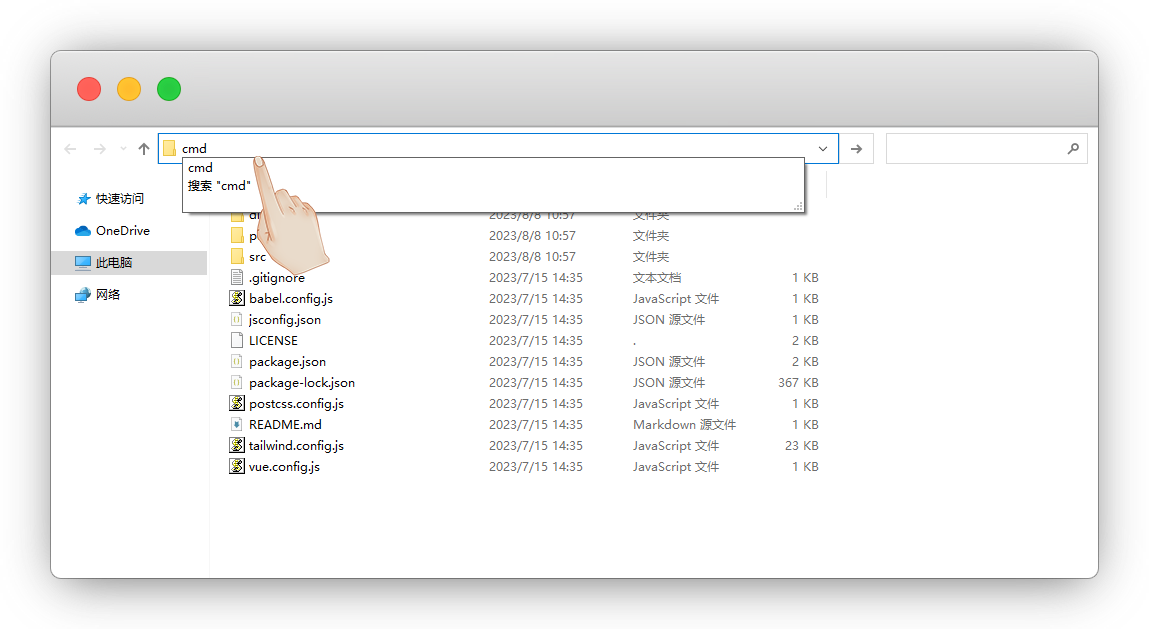 cmd
cmd
搜索 "cmd"
快速访问
OneDrive
此电脑
网络
2023/8/8 10:57 文件夹
2023/8/8 10:57 文件夹
src 2023/8/8 10:57 文件夹
.gitignore 2023/7/15 14:35 文本文档 1 KB
babel.config.js 2023/7/15 14:35 JavaScript 文件 1 KB
jsconfig.json 2023/7/15 14:35 JSON 源文件 1 KB
LICENSE 2023/7/15 14:35 . 2 KB
package.json 2023/7/15 14:35 JSON 源文件 2 KB
package-lock.json 2023/7/15 14:35 JSON 源文件 367 KB
postcss.config.js 2023/7/15 14:35 JavaScript 文件 1 KB
README.md 2023/7/15 14:35 Markdown 源文件 1 KB
tailwind.config.js 2023/7/15 14:35 JavaScript 文件 23 KB
vue.config.js 2023/7/15 14:35 JavaScript 文件 1 KB